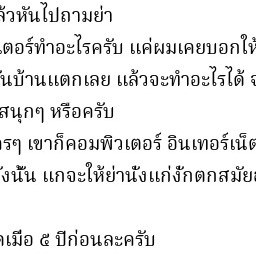 ล้วหันไปถามย่า
เตอร์ทำอะไรครับ แค่ผมเคยบอกให้
ันบ้านแตกเลย แล้วจะทำอะไรได้ จ
สนุกๆ หรือครับ
รๆ เขาก็คอมพิวเตอร์ อินเทอร์เน็ต
ังนั้น แกจะให้ย่านั่งแก่งั่กตกสมัย
เมื่อ ๕ ปีก่อนละครับ